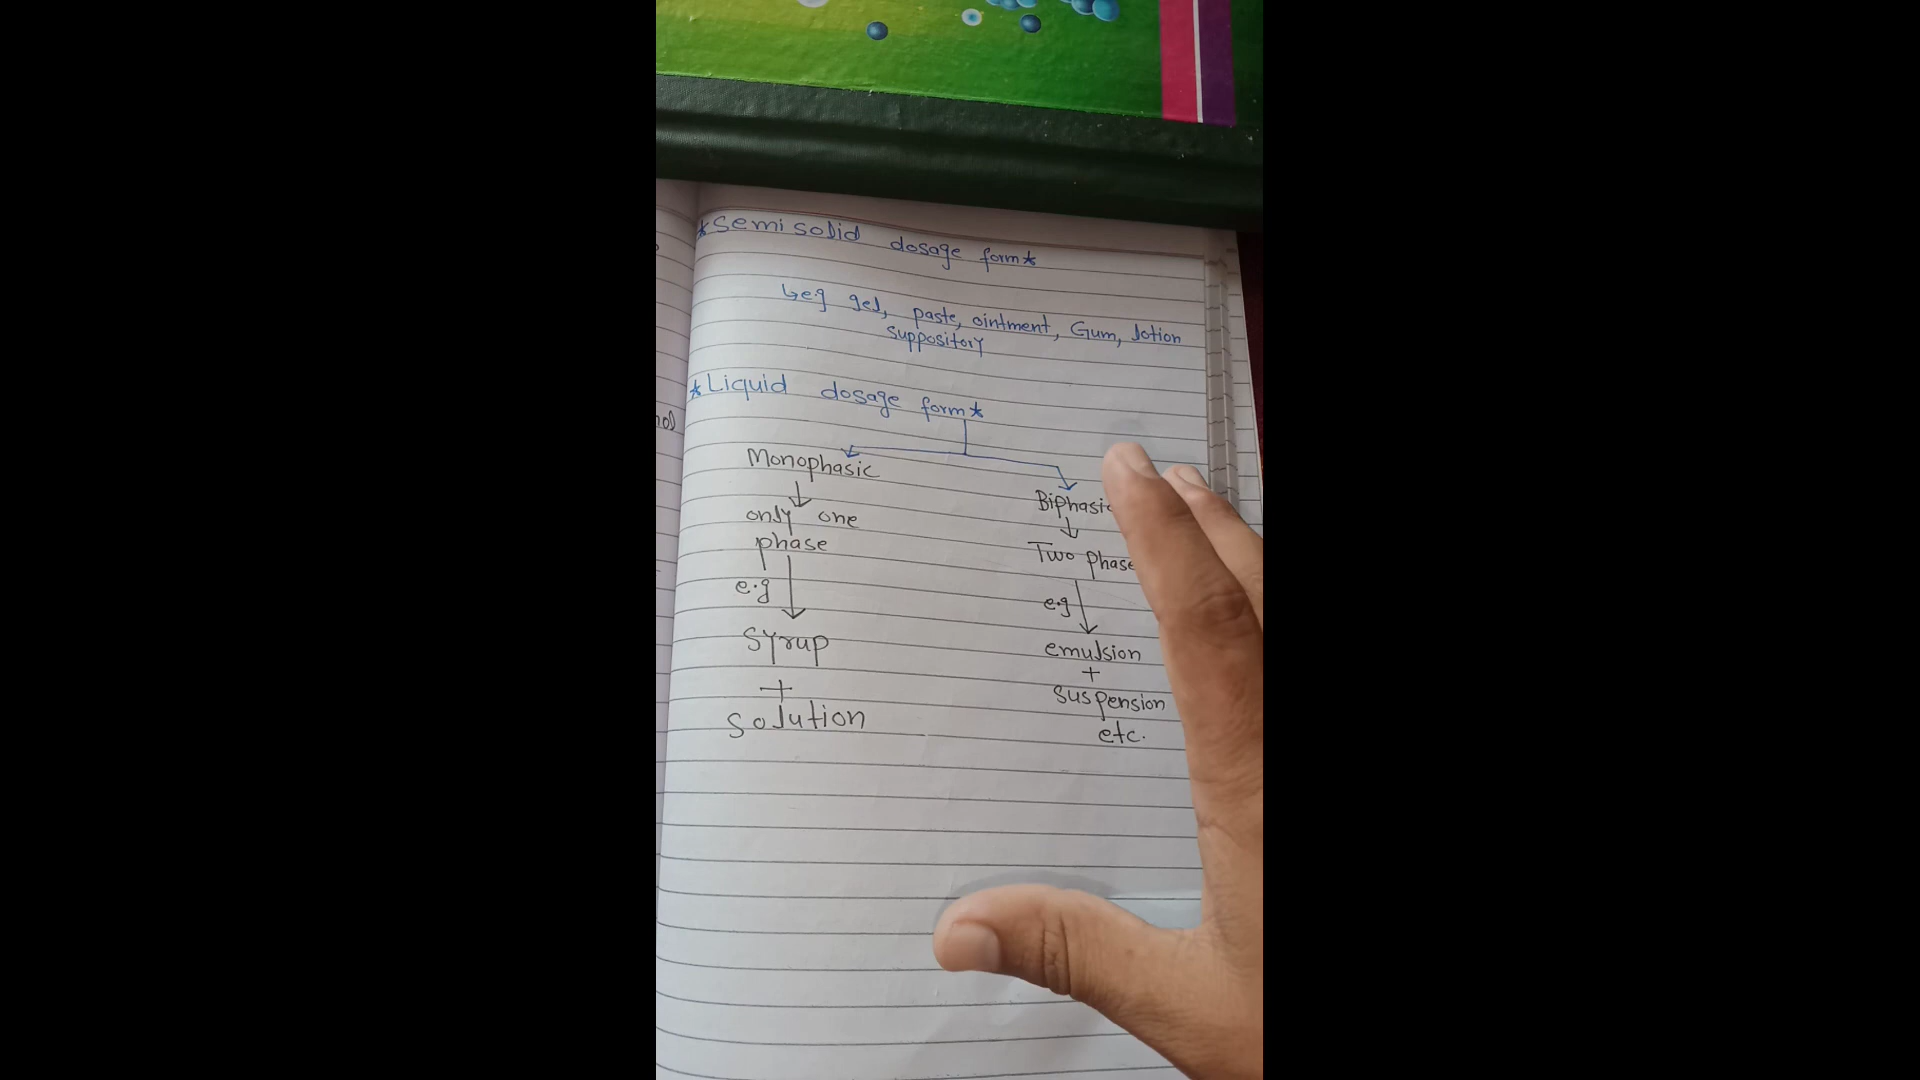 *Semi solid dosage form*
↳e.g gel, paste, ointment, Gum, lotion
suppository
*Liquid dosage form*
Monophasic
Biphasic
only one
phase
Two phase
e.g
e.g
Syrup
+
Solution
emulsion
+
Suspension
etc.